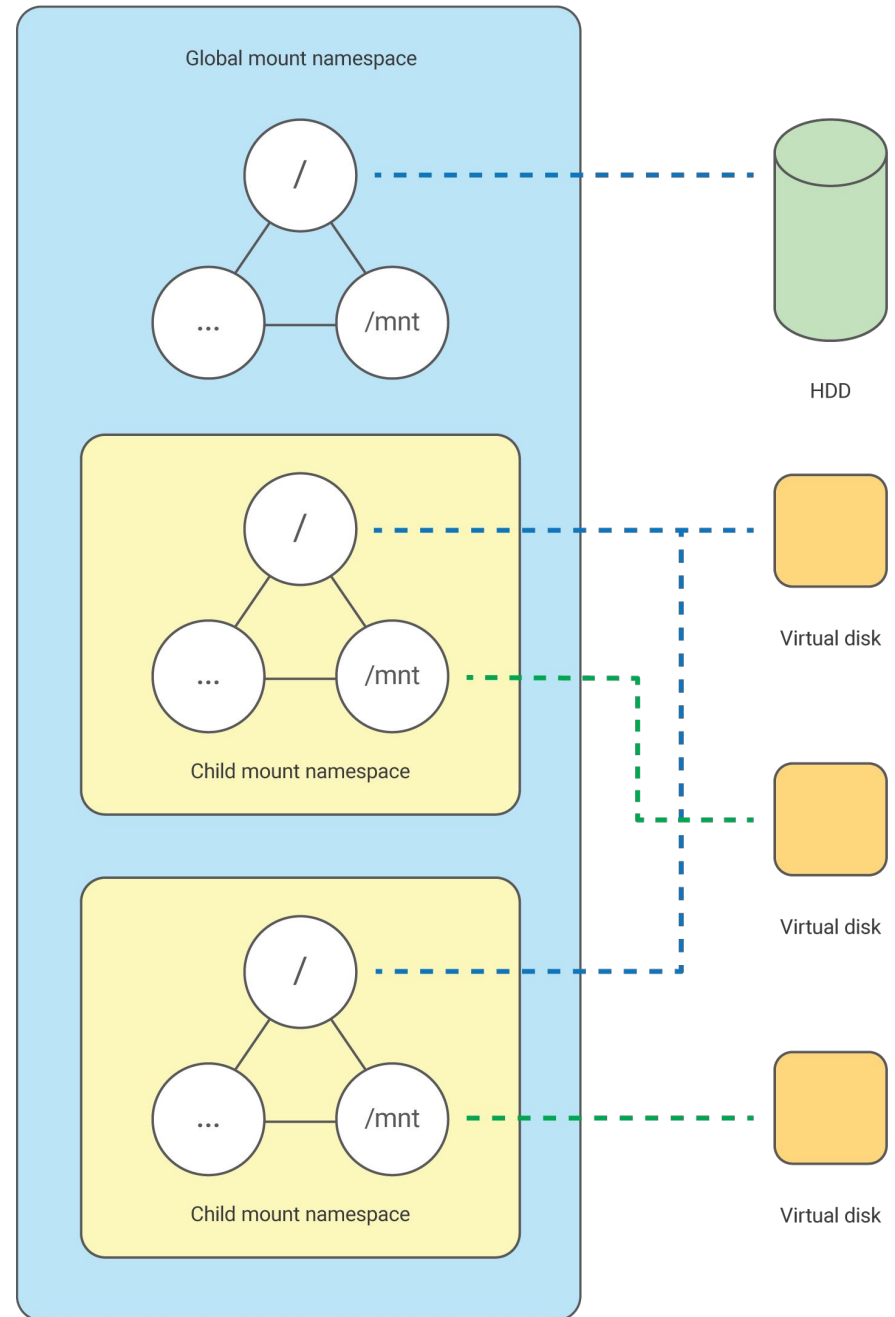 Global mount namespace
/
...
/mnt
HDD
/
...
/mnt
Child mount namespace
Virtual disk
Virtual disk
/
...
/mnt
Child mount namespace
Virtual disk